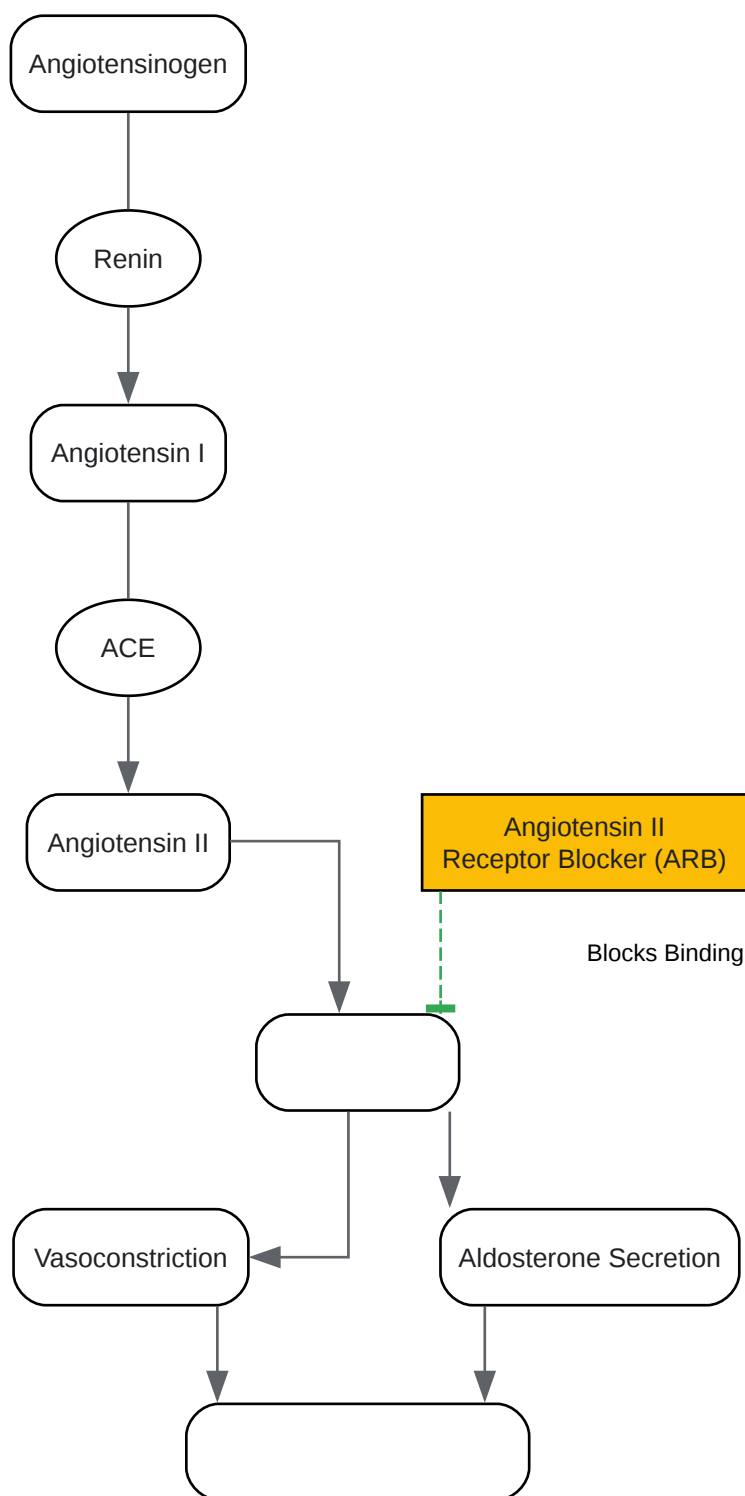 Angiotensinogen
Renin
Angiotensin I
ACE
Angiotensin II
Angiotensin II
Receptor Blocker (ARB)
Blocks Binding
Vasoconstriction
Aldosterone Secretion